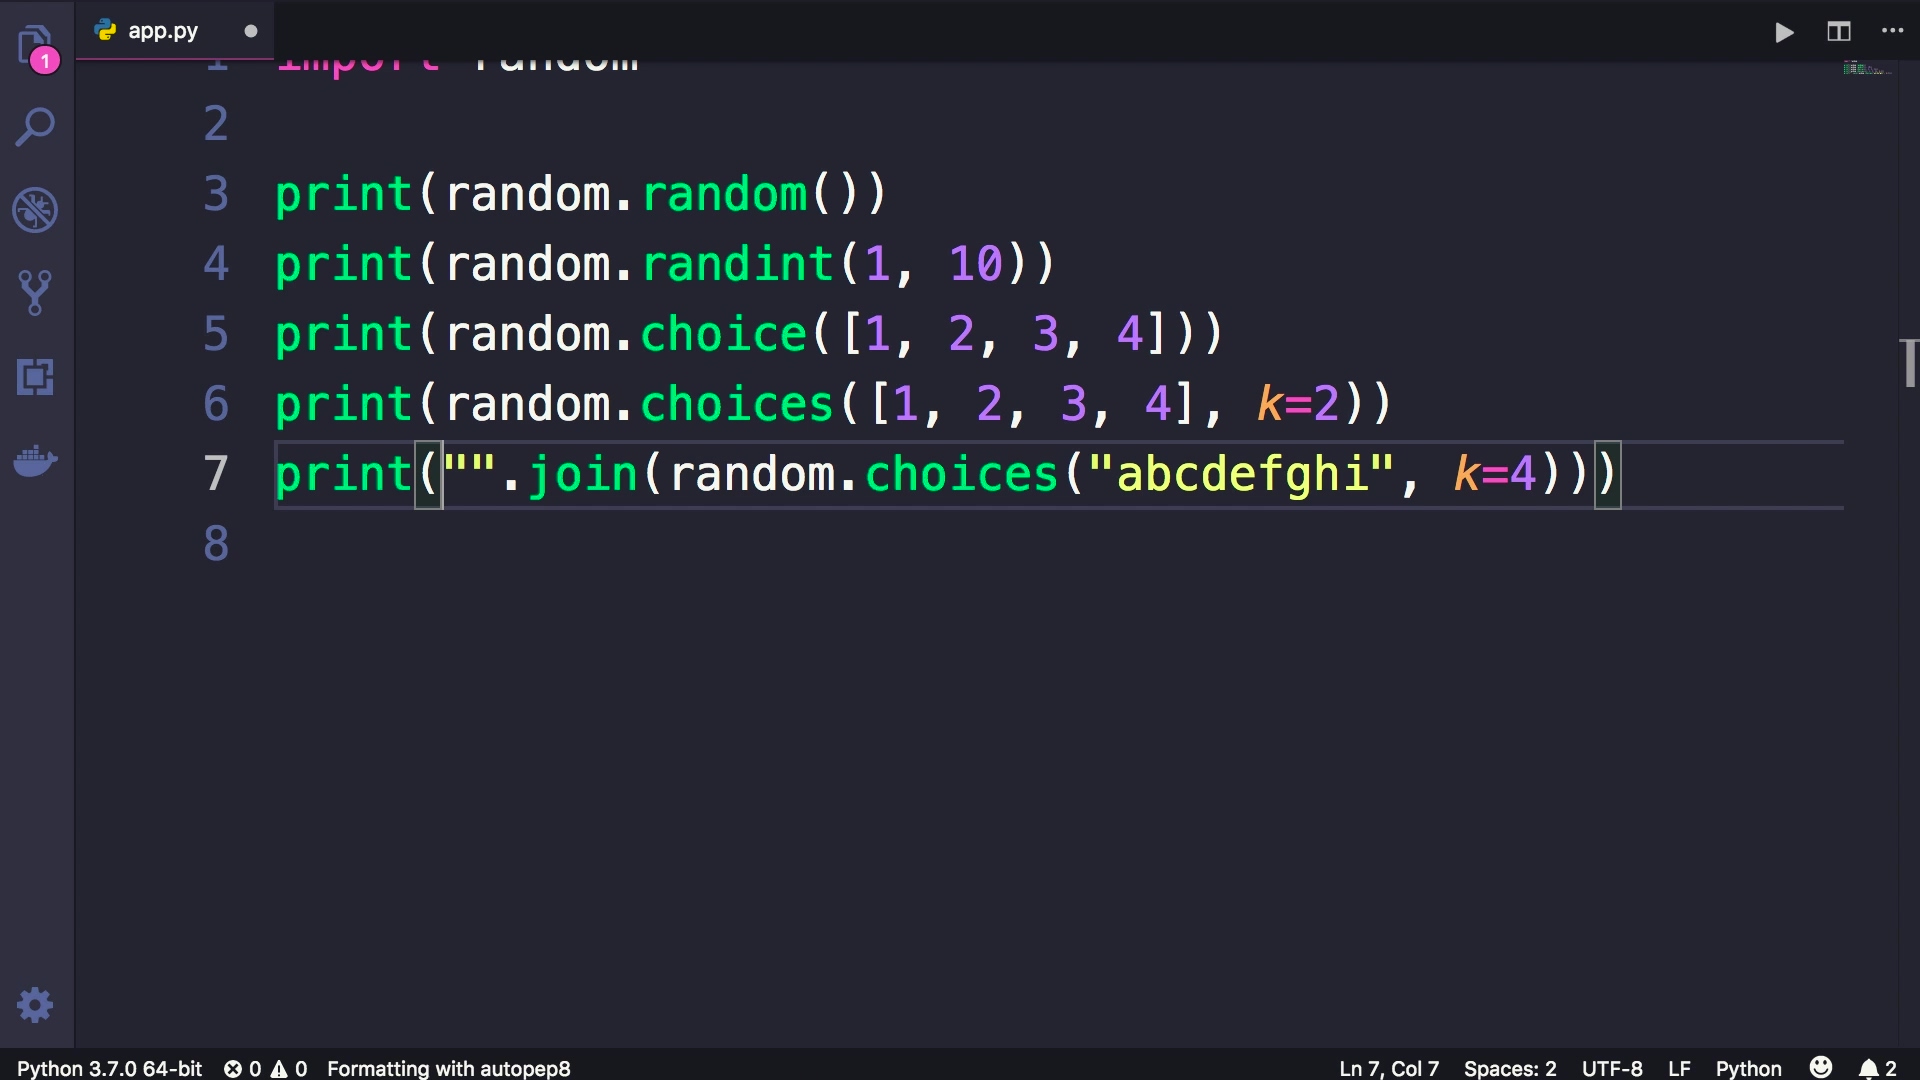 app.py
1
1 import random
2
3 print(random.random())
4 print(random.randint(1, 10))
5 print(random.choice([1, 2, 3, 4]))
6 print(random.choices([1, 2, 3, 4], k=2))
7 print("".join(random.choices("abcdefghi", k=4)))
8
Python 3.7.0 64-bit 0 0 Formatting with autopep8 Ln 7, Col 7 Spaces: 2 UTF-8 LF Python 2